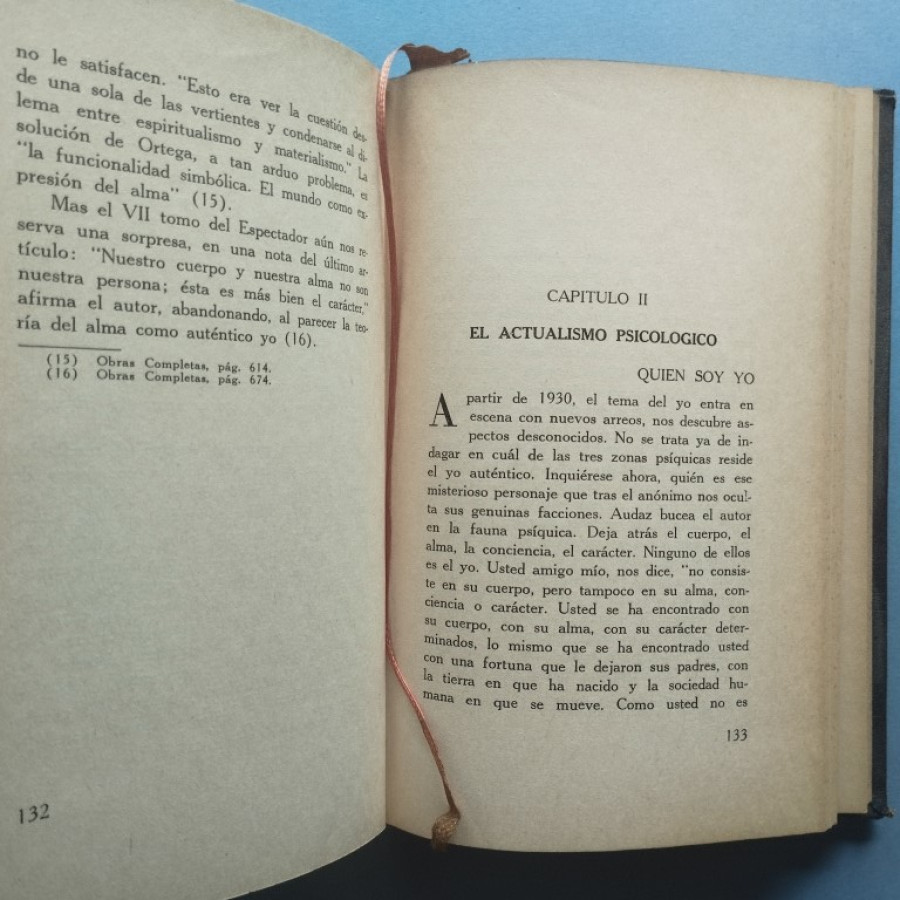 no le satisfacen. "Esto era ver la cuestión des-
de una sola de las vertientes y condenarse al di-
lema entre espiritualismo y materialismo." La
solución de Ortega, a tan arduo problema, es
"la funcionalidad simbólica. El mundo como ex-
presión del alma" (15).
Mas el VII tomo del Espectador aún nos re-
serva una sorpresa, en una nota del último ar-
tículo: "Nuestro cuerpo y nuestra alma no son
nuestra persona; ésta es más bien el carácter,"
afirma el autor, abandonando, al parecer la teo-
ría del alma como auténtico yo (16).
(15) Obras Completas, pág. 614.
(16) Obras Completas, pág. 674.
132
CAPITULO II
EL ACTUALISMO PSICOLOGICO
QUIEN SOY YO
A partir de 1930, el tema del yo entra en
escena con nuevos arreos, nos descubre as-
pectos desconocidos. No se trata ya de in-
dagar en cuál de las tres zonas psíquicas reside
el yo auténtico. Inquiérese ahora, quién es ese
misterioso personaje que tras el anónimo nos ocul-
ta sus genuinas facciones. Audaz bucea el autor
en la fauna psíquica. Deja atrás el cuerpo, el
alma, la conciencia, el carácter. Ninguno de ellos
es el yo. Usted amigo mío, nos dice, "no consis-
te en su cuerpo, pero tampoco en su alma, con-
ciencia o carácter. Usted se ha encontrado con
su cuerpo, con su alma, con su carácter deter-
minados, lo mismo que se ha encontrado usted
con una fortuna que le dejaron sus padres, con
la tierra en que ha nacido y la sociedad hu-
mana en que se mueve. Como usted no es
133